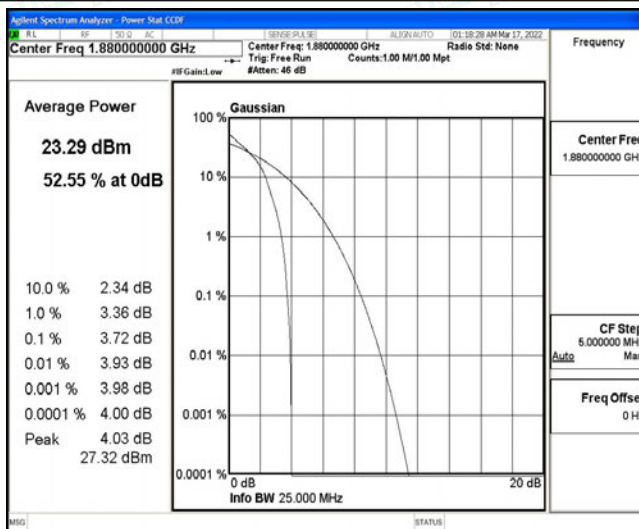 Agilent Spectrum Analyzer - Power Stat CCDF
RL RF 50 Ω AC SENSE:PULSE ALIGN AUTO 01:18:28 AM Mar 17, 2022
Center Freq 1.880000000 GHz
Center Freq: 1.880000000 GHz Radio Std: None
Trig: Free Run Counts:1.00 M/1.00 Mpt
#IFGain:Low #Atten: 46 dB
Average Power
23.29 dBm
52.55 % at 0dB
10.0 % 2.34 dB
1.0 % 3.36 dB
0.1 % 3.72 dB
0.01 % 3.93 dB
0.001 % 3.98 dB
0.0001 % 4.00 dB
Peak 4.03 dB
27.32 dBm
Gaussian
100 %
10 %
1 %
0.1 %
0.01 %
0.001 %
0.0001 %
0 dB 20 dB
Info BW 25.000 MHz
Frequency
Center Fre
1.880000000 GH
CF Step
5.000000 MH
Auto Ma
Freq Offse
0 H
MSG STATUS